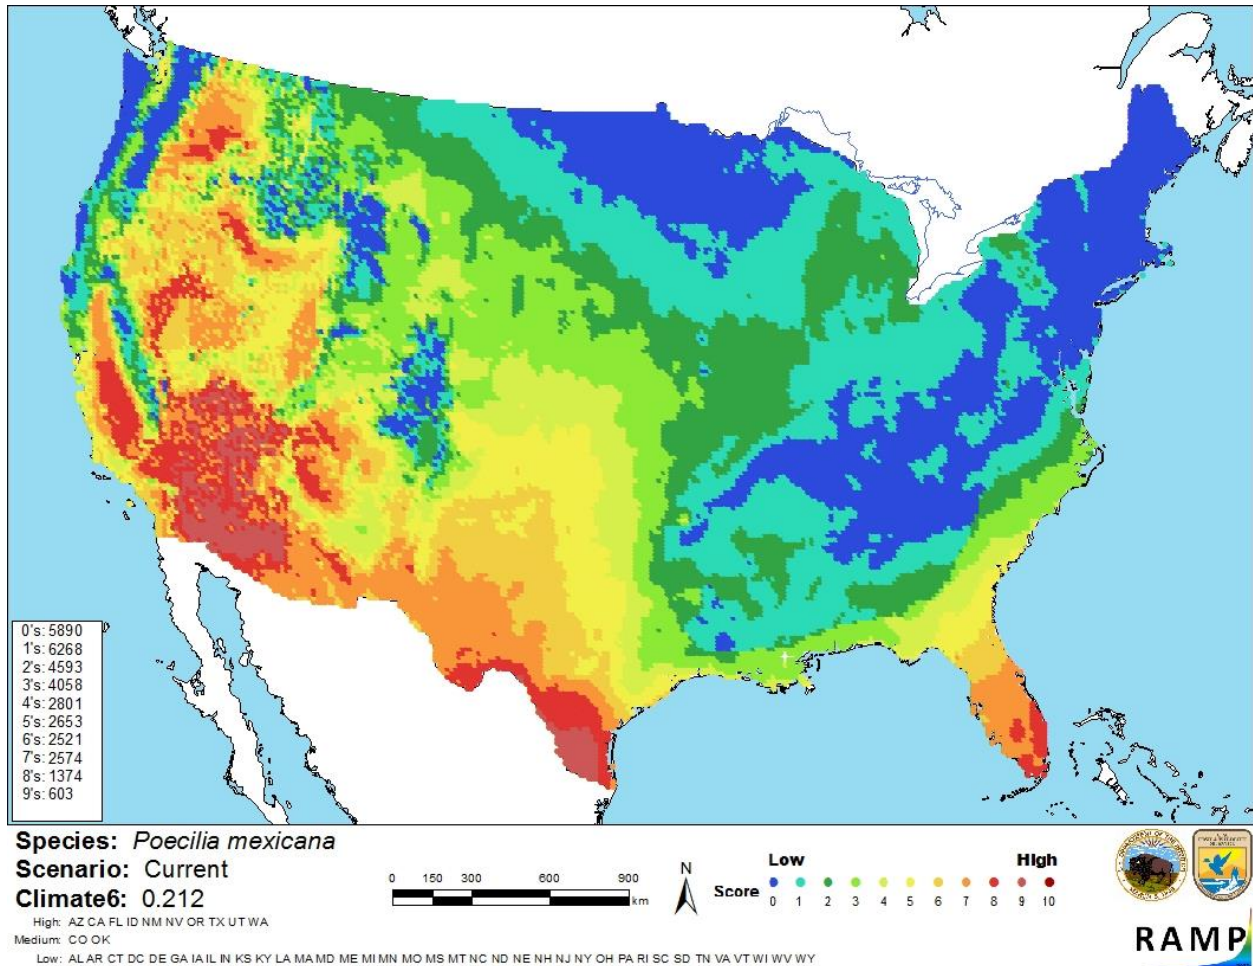 0's: 5890
1's: 6268
2's: 4593
3's: 4058
4's: 2801
5's: 2653
6's: 2521
7's: 2574
8's: 1374
9's: 603
Species: Poecilia mexicana
Scenario: Current
Climate6: 0.212
High: AZ CA FL ID NM NV OR TX UT WA
Medium: CO OK
Low: AL AR CT DC DE GA IA IL IN KS KY LA MA MD ME MI MN MO MS MT NC ND NE NH NJ NY OH PA RI SC SD TN VA VT WI WV WY
0 150 300 600 900
km
N
Low High
Score
0 1 2 3 4 5 6 7 8 9 10
RAMP